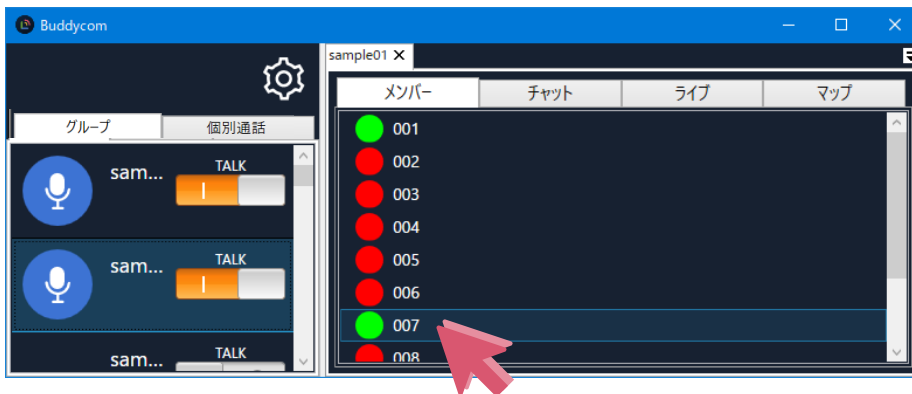 Buddycom
sample01
メンバー
チャット
ライブ
マップ
グループ
個別通話
sam...
TALK
sam...
TALK
sam...
TALK
001
002
003
004
005
006
007
008